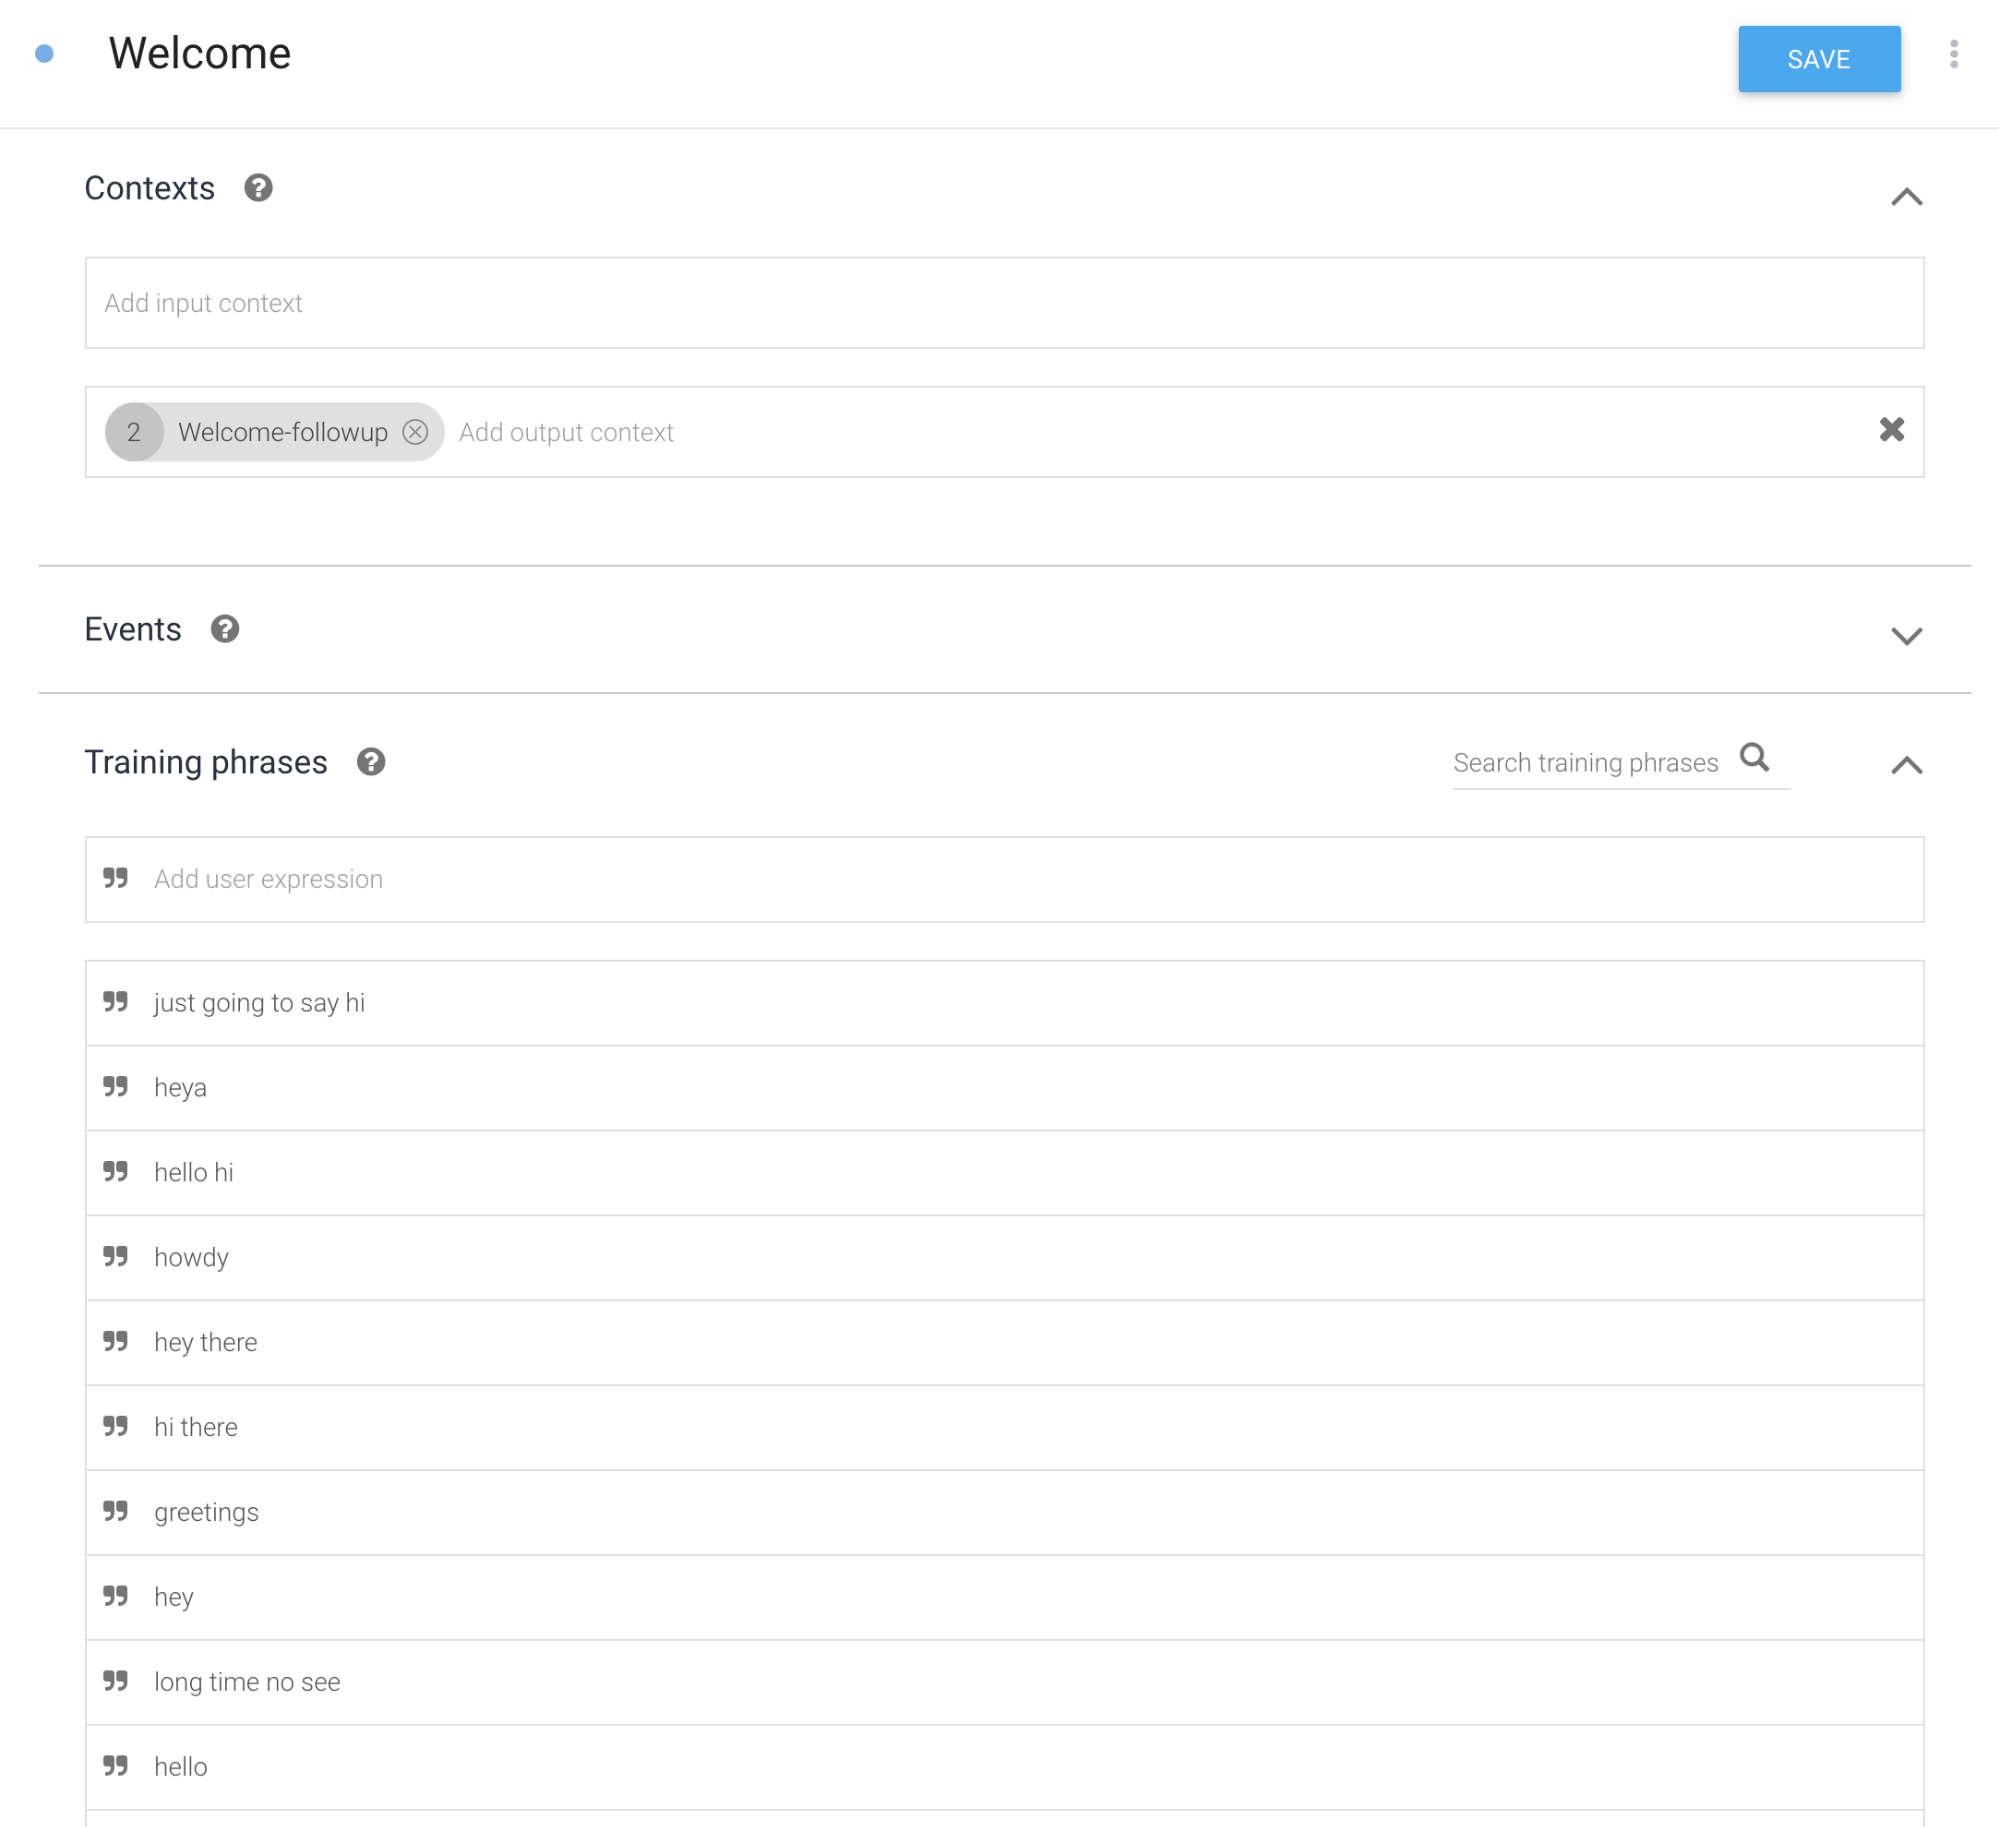 Welcome
SAVE
Contexts
Add input context
2 Welcome-followup Add output context
Events
Training phrases
Search training phrases
Add user expression
just going to say hi
heya
hello hi
howdy
hey there
hi there
greetings
hey
long time no see
hello